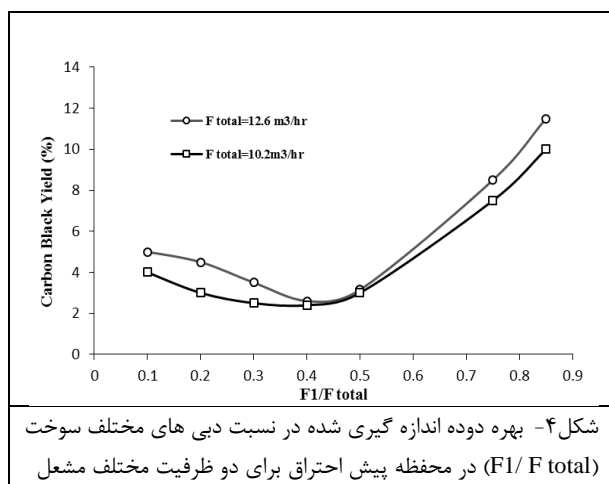 14
12
10
8
6
4
2
0
Carbon Black Yield (%)
F total=12.6 m3/hr
F total=10.2m3/hr
0 0.1 0.2 0.3 0.4 0.5 0.6 0.7 0.8 0.9
F1/F total
شکل۴- بهره دوده اندازه گیری شده در نسبت دبی های مختلف سوخت
(F1/ F total) در محفظه پیش احتراق برای دو ظرفیت مختلف مشعل